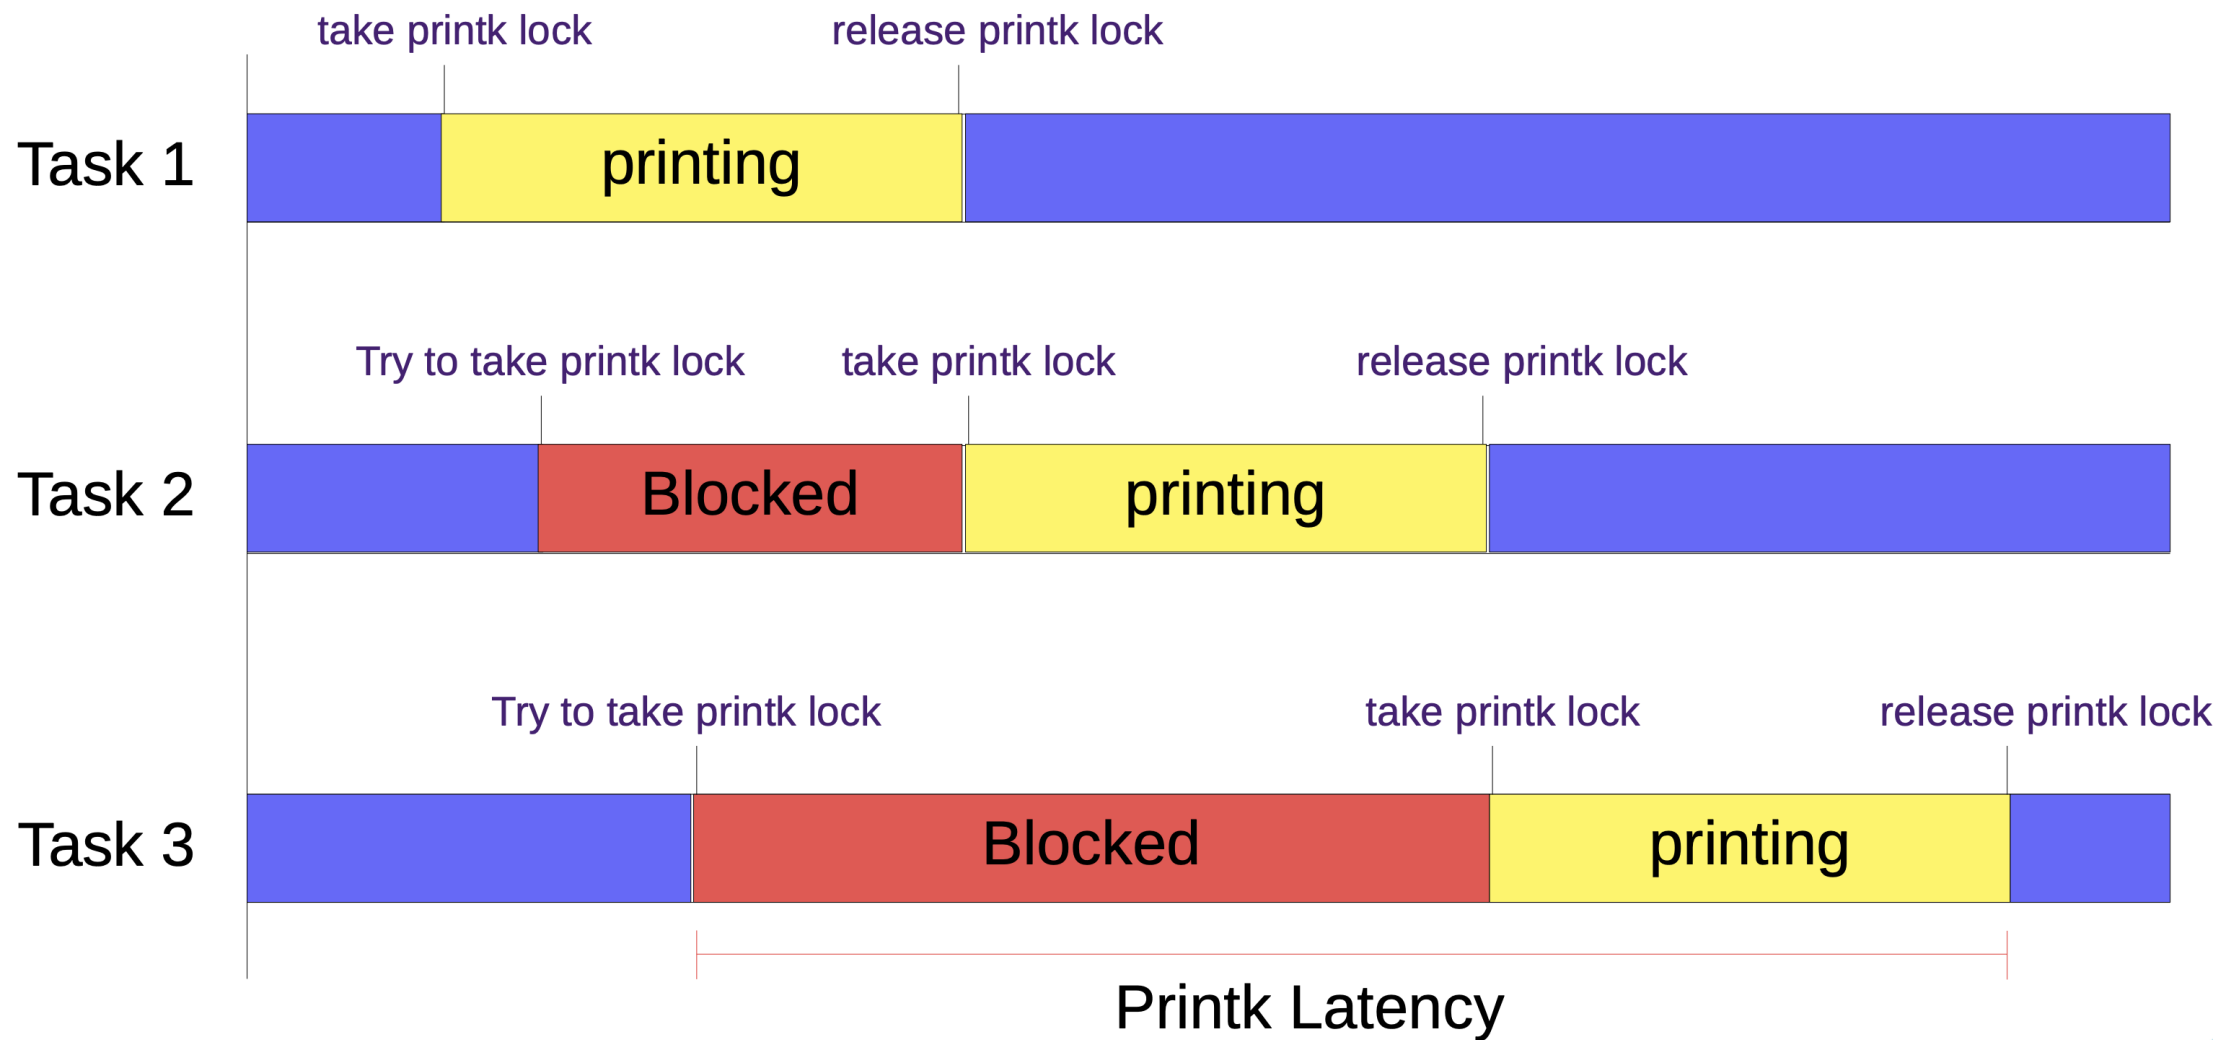 take printk lock
release printk lock
Task 1
printing
Try to take printk lock
take printk lock
release printk lock
Task 2
Blocked
printing
Try to take printk lock
take printk lock
release printk lock
Task 3
Blocked
printing
Printk Latency